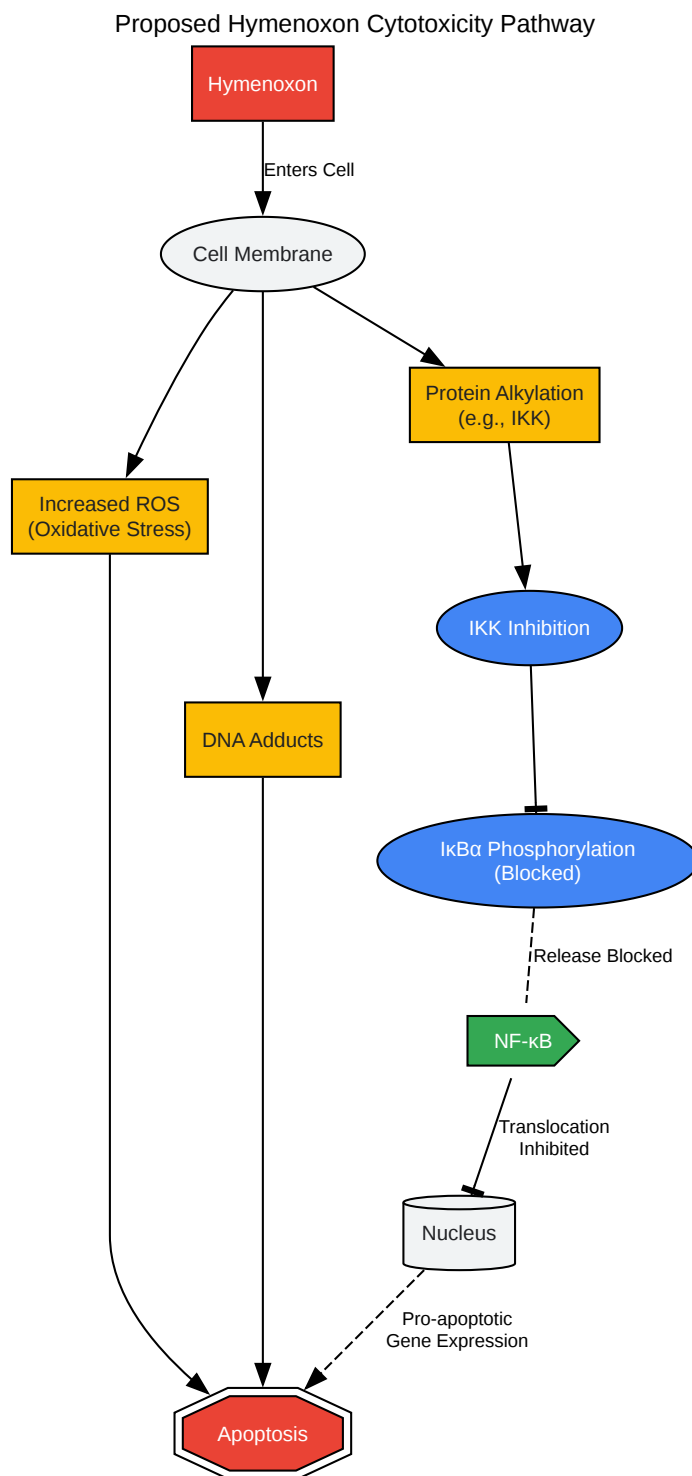 Proposed Hymenoxon Cytotoxicity Pathway
Hymenoxon
Enters Cell
Cell Membrane
Protein Alkylation
(e.g., IKK)
Increased ROS
(Oxidative Stress)
IKK Inhibition
DNA Adducts
IκBα Phosphorylation
(Blocked)
Release Blocked
NF-κB
Translocation
Inhibited
Nucleus
Pro-apoptotic
Gene Expression
Apoptosis